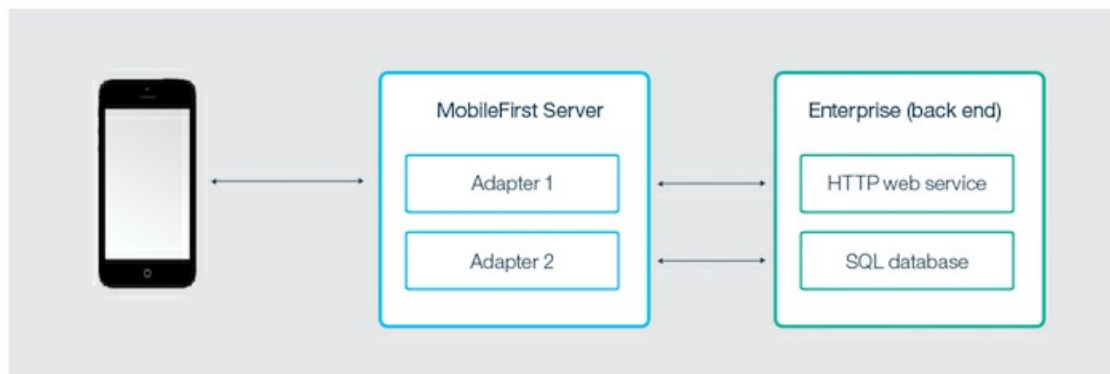 MobileFirst Server
Adapter 1
Adapter 2
Enterprise (back end)
HTTP web service
SQL database